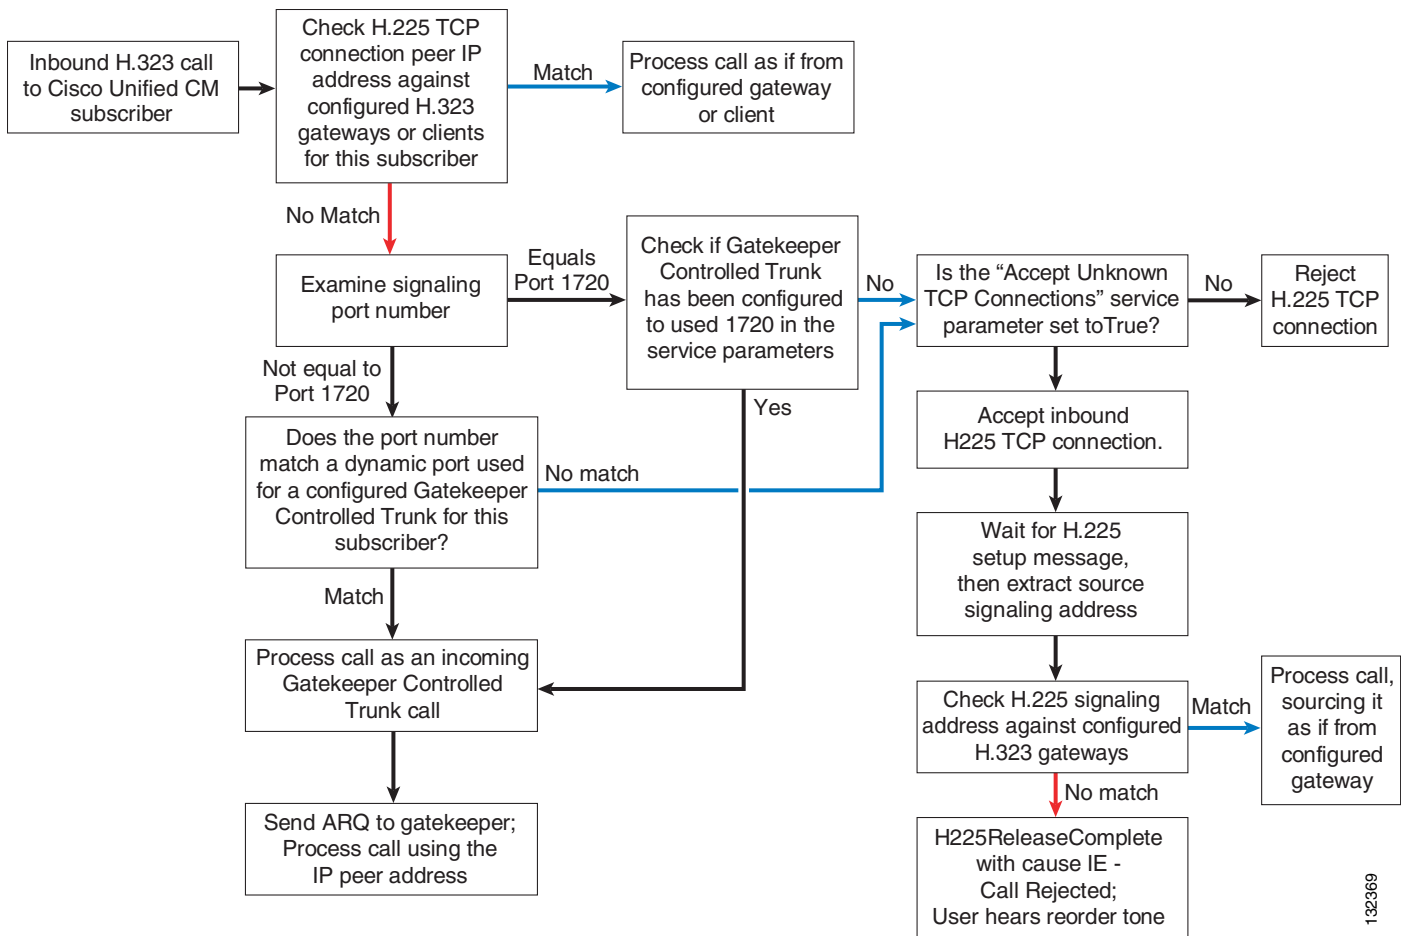 Inbound H.323 call
to Cisco Unified CM
subscriber
Check H.225 TCP
connection peer IP
address against
configured H.323
gateways or clients
for this subscriber
Match
Process call as if from
configured gateway
or client
No Match
Examine signaling
port number
Equals
Port 1720
Check if Gatekeeper
Controlled Trunk
has been configured
to used 1720 in the
service parameters
No
Is the “Accept Unknown
TCP Connections” service
parameter set toTrue?
No
Reject
H.225 TCP
connection
Not equal to
Port 1720
Yes
Accept inbound
H225 TCP connection.
Does the port number
match a dynamic port used
for a configured Gatekeeper
Controlled Trunk for this
subscriber?
No match
Wait for H.225
setup message,
then extract source
signaling address
Match
Process call as an incoming
Gatekeeper Controlled
Trunk call
Check H.225 signaling
address against configured
H.323 gateways
Match
Process call,
sourcing it
as if from
configured
gateway
No match
Send ARQ to gatekeeper;
Process call using the
IP peer address
H225ReleaseComplete
with cause IE -
Call Rejected;
User hears reorder tone
132369